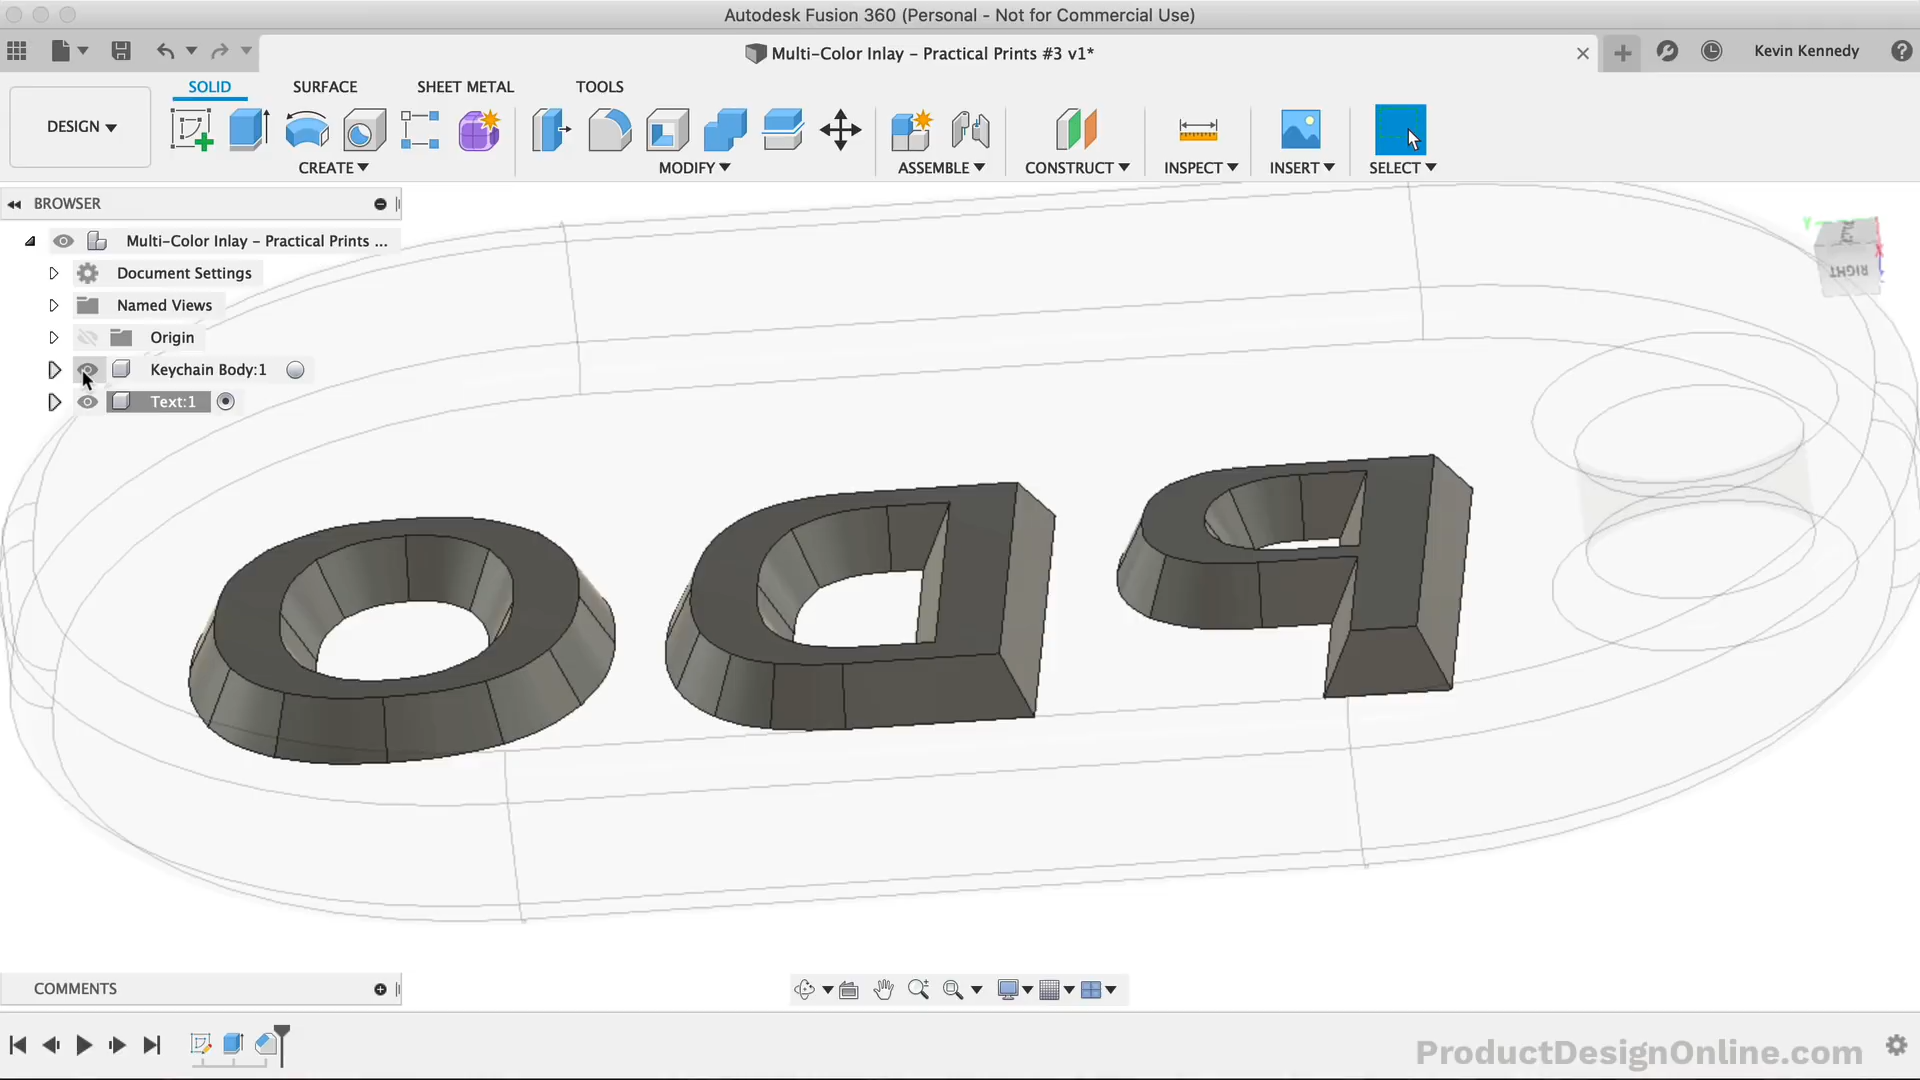 Autodesk Fusion 360 (Personal - Not for Commercial Use)
Multi-Color Inlay – Practical Prints #3 v1*
Kevin Kennedy
SOLID SURFACE SHEET METAL TOOLS
DESIGN
CREATE MODIFY ASSEMBLE CONSTRUCT INSPECT INSERT SELECT
BROWSER
Multi-Color Inlay – Practical Prints ...
Document Settings
Named Views
Origin
Keychain Body:1
Text:1
Y
X
RIGHT
PDO
COMMENTS
ProductDesignOnline.com